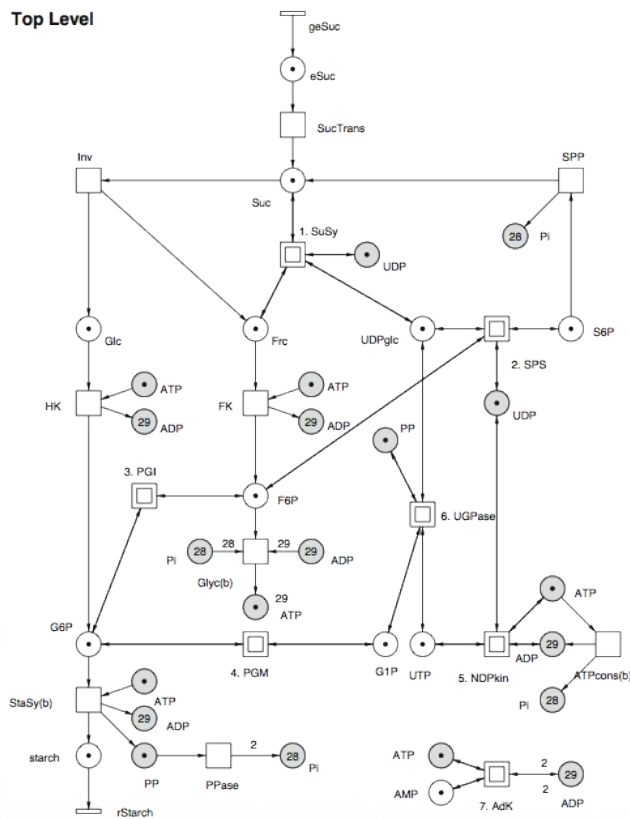 Top Level
geSuc
eSuc
SucTrans
Inv
SPP
Suc
28 Pi
1. SuSy
UDP
Glc
Frc
UDPglc
S6P
2. SPS
HK
ATP
29 ADP
FK
ATP
29 ADP
UDP
PP
3. PGI
F6P
6. UGPase
Pi 28 28
29 29 ADP
Glyc(b)
29
ATP
ATP
G6P
4. PGM
G1P
UTP
5. NDPkin
ADP 29
ATPcons(b)
Pi 28
StaSy(b)
ATP
29 ADP
starch
PP
PPase
2
28 Pi
rStarch
ATP
AMP
7. AdK
2
2
29
ADP